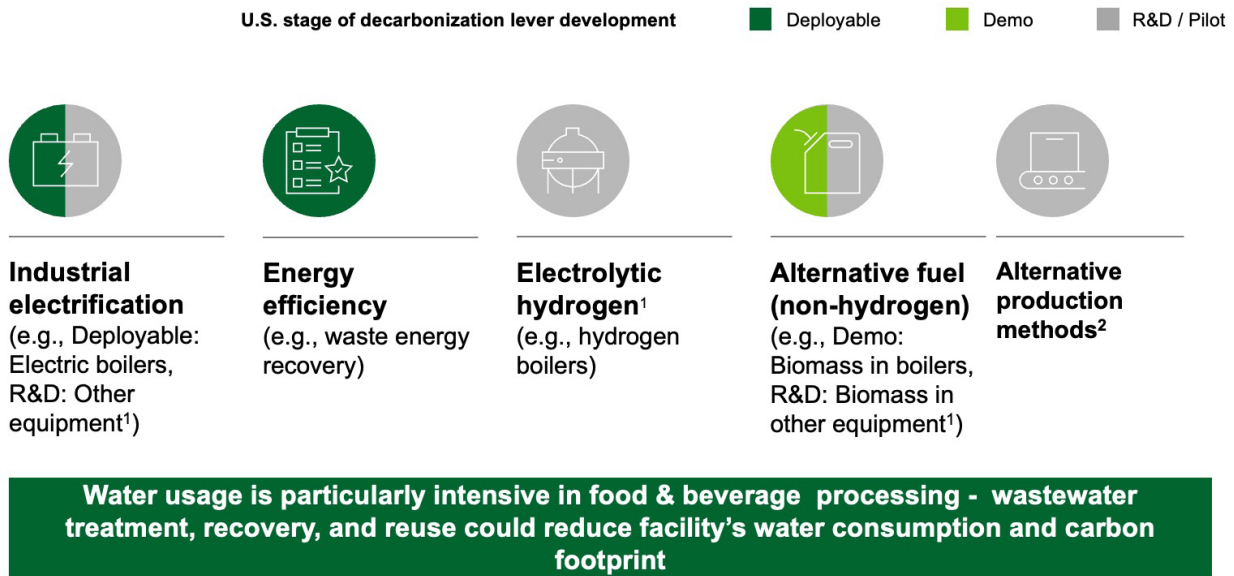 U.S. stage of decarbonization lever development
Deployable
Demo
R&D / Pilot
Industrial
electrification
(e.g., Deployable:
Electric boilers,
R&D: Other
equipment¹)
Energy
efficiency
(e.g., waste energy
recovery)
Electrolytic
hydrogen¹
(e.g., hydrogen
boilers)
Alternative fuel
(non-hydrogen)
(e.g., Demo:
Biomass in boilers,
R&D: Biomass in
other equipment¹)
Alternative
production
methods²
Water usage is particularly intensive in food & beverage processing - wastewater
treatment, recovery, and reuse could reduce facility’s water consumption and carbon
footprint